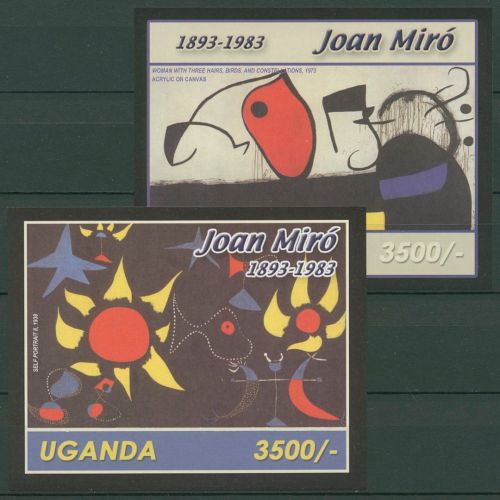 1893-1983 Joan Miró
WOMAN WITH THREE HAIRS, BIRDS, AND CONSTELLATIONS, 1973
ACRYLIC ON CANVAS
3500/-
Joan Miró
1893-1983
SELF-PORTRAIT II, 1938
UGANDA 3500/-